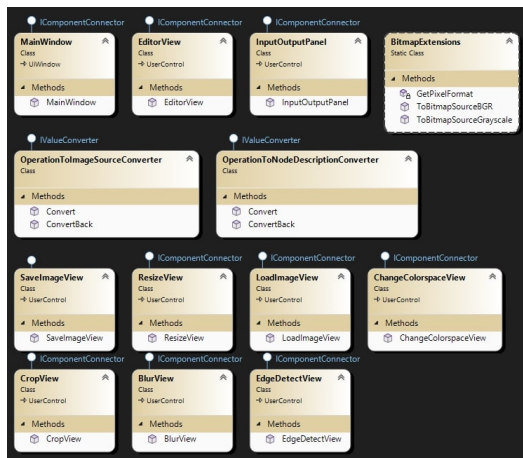 IComponentConnector
IComponentConnector
IComponentConnector
MainWindow
Class
UiWindow
Methods
MainWindow
EditorView
Class
UserControl
Methods
EditorView
InputOutputPanel
Class
UserControl
Methods
InputOutputPanel
BitmapExtensions
Static Class
Methods
GetPixelFormat
ToBitmapSourceBGR
ToBitmapSourceGrayscale
IValueConverter
IValueConverter
OperationToImageSourceConverter
Class
Methods
Convert
ConvertBack
OperationToNodeDescriptionConverter
Class
Methods
Convert
ConvertBack
IComponentConnector
IComponentConnector
IComponentConnector
SaveImageView
Class
UserControl
Methods
SaveImageView
ResizeView
Class
UserControl
Methods
ResizeView
LoadImageView
Class
UserControl
Methods
LoadImageView
ChangeColorspaceView
Class
UserControl
Methods
ChangeColorspaceView
IComponentConnector
IComponentConnector
IComponentConnector
CropView
Class
UserControl
Methods
CropView
BlurView
Class
UserControl
Methods
BlurView
EdgeDetectView
Class
UserControl
Methods
EdgeDetectView